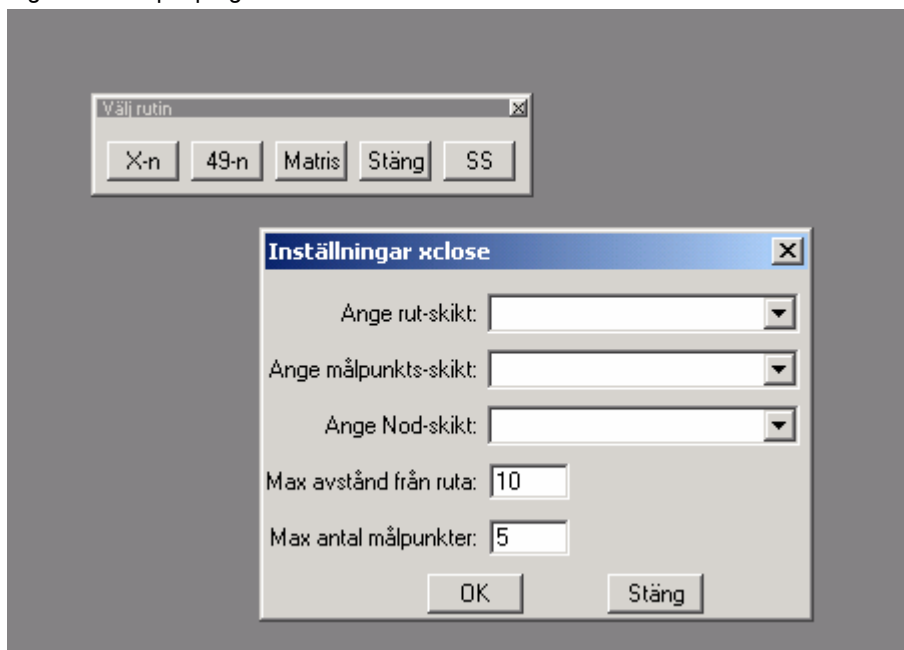 Välj rutin
X-n 49-n Matris Stäng SS
Inställningar xclose
Ange rut-skikt:
Ange målpunkts-skikt:
Ange Nod-skikt:
Max avstånd från ruta: 10
Max antal målpunkter: 5
OK Stäng